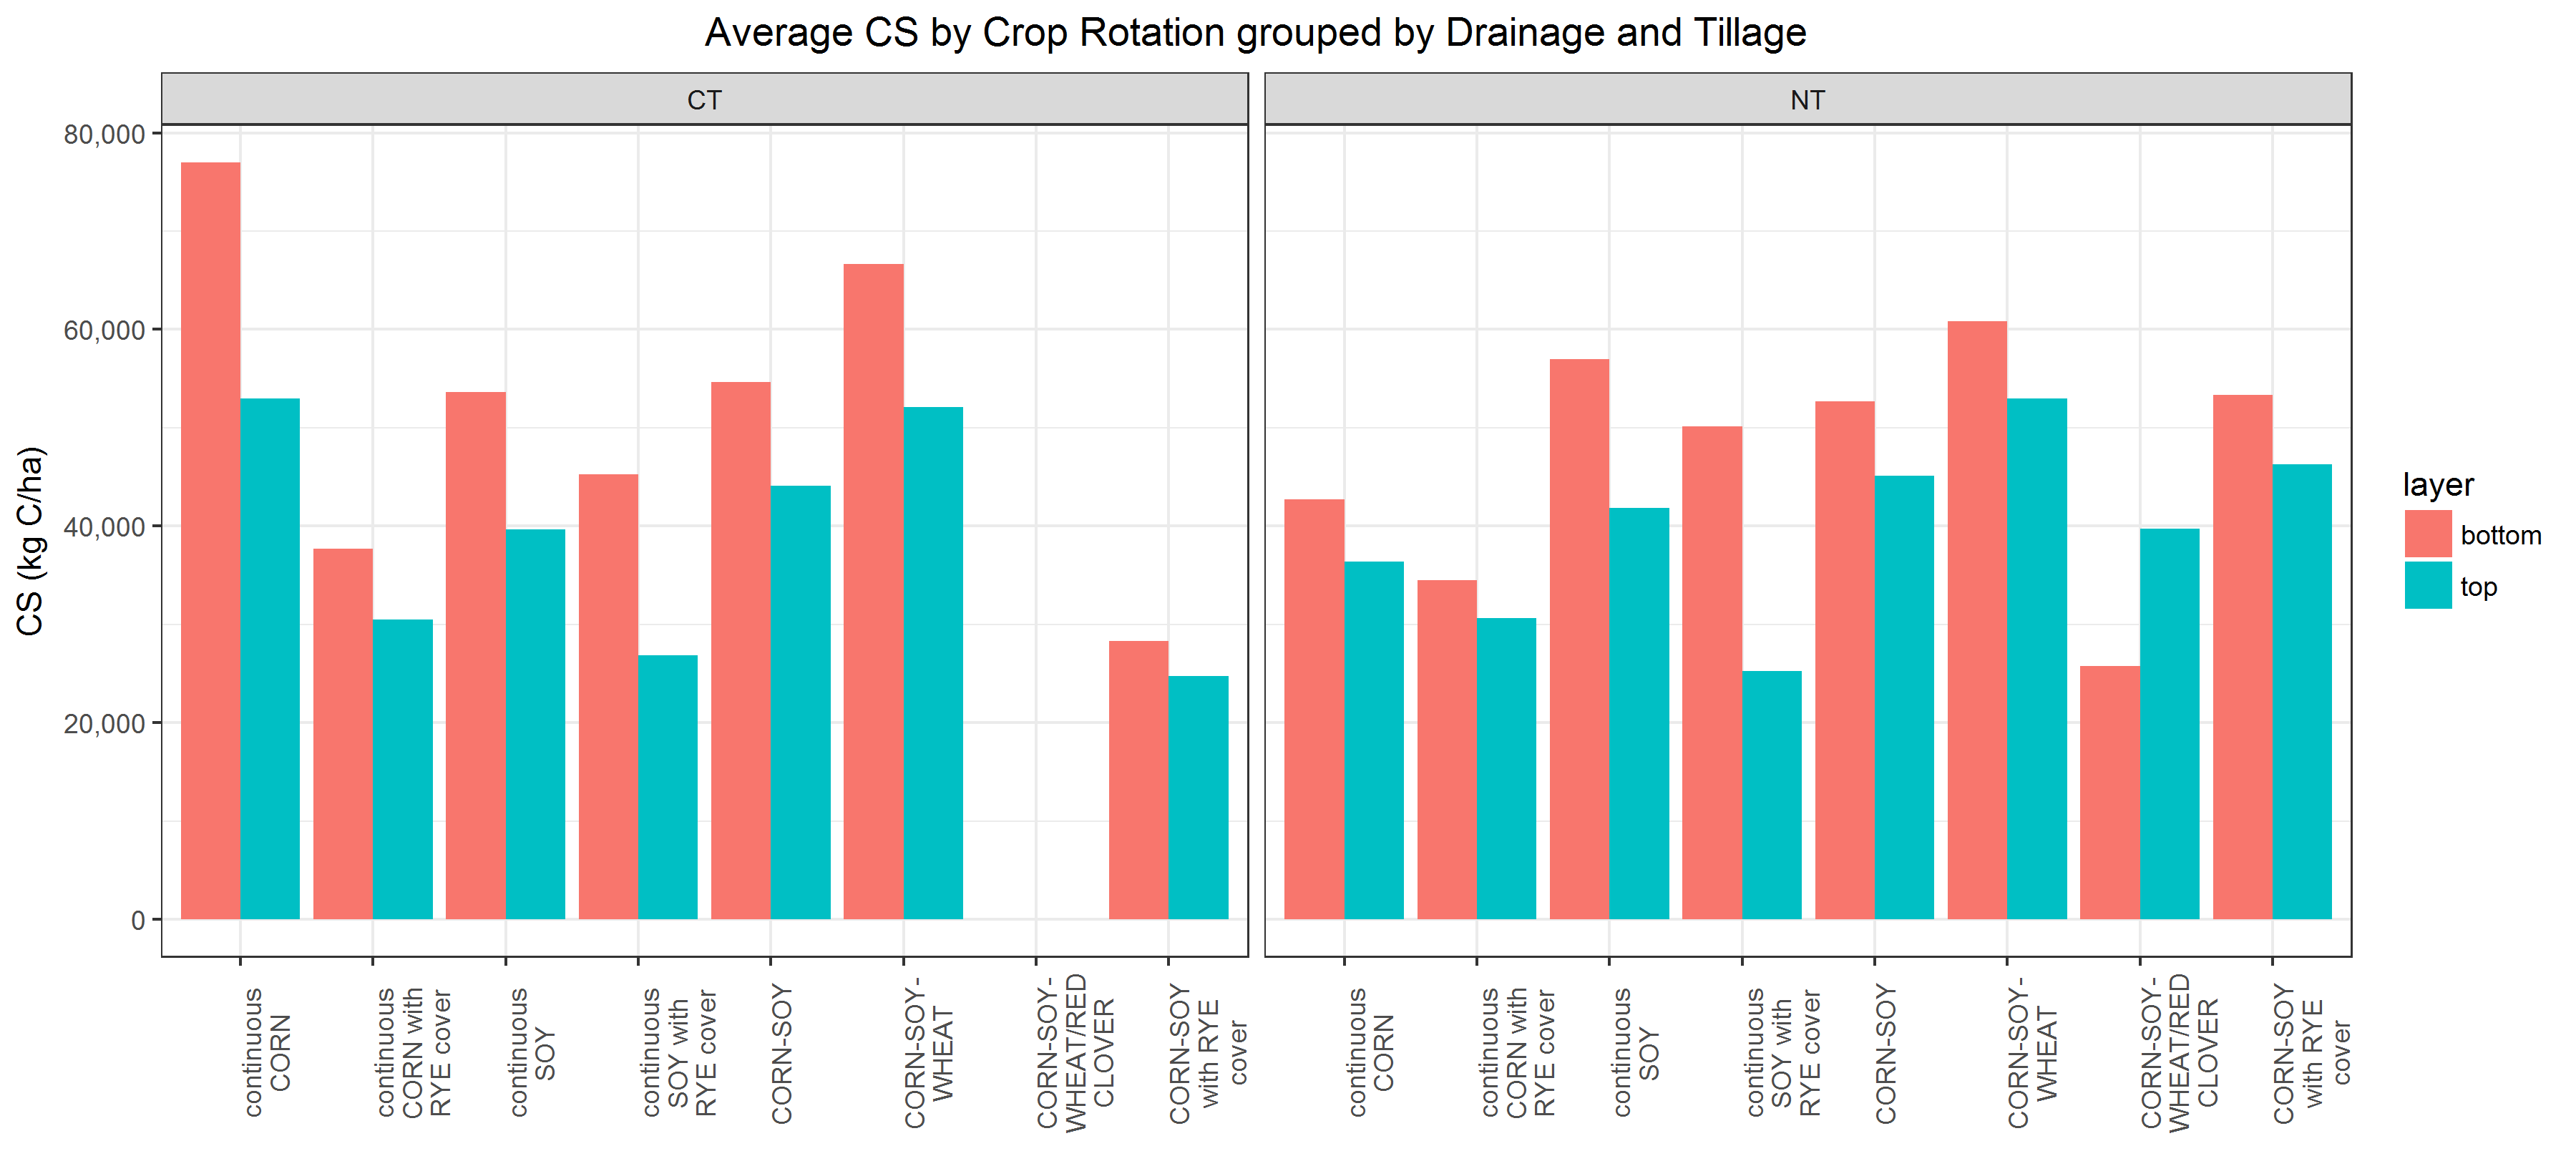 Average CS by Crop Rotation grouped by Drainage and Tillage
CT
NT
CS (kg C/ha)
80,000
60,000
40,000
20,000
0
continuous
CORN
continuous
CORN with
RYE cover
continuous
SOY
continuous
SOY with
RYE cover
CORN-SOY
CORN-SOY-
WHEAT
CORN-SOY-
WHEAT/RED
CLOVER
CORN-SOY
with RYE
cover
continuous
CORN
continuous
CORN with
RYE cover
continuous
SOY
continuous
SOY with
RYE cover
CORN-SOY
CORN-SOY-
WHEAT
CORN-SOY-
WHEAT/RED
CLOVER
CORN-SOY
with RYE
cover
layer
bottom
top